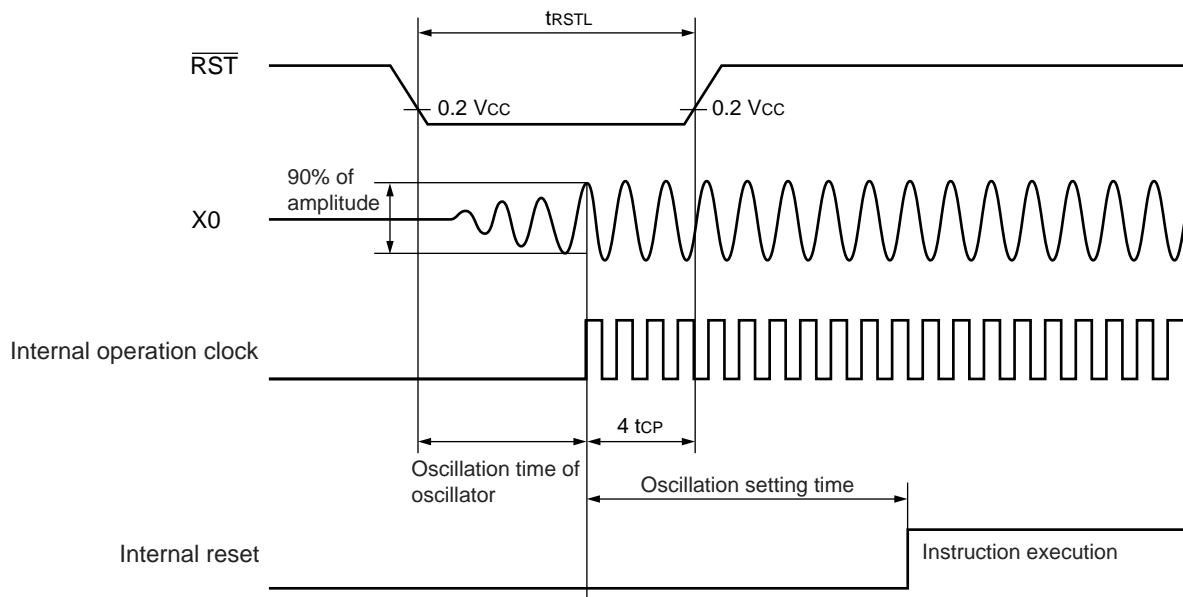 tRSTL
RST
0.2 VCC
0.2 VCC
90% of
amplitude
X0
Internal operation clock
4 tCP
Oscillation time of
oscillator
Oscillation setting time
Internal reset
Instruction execution